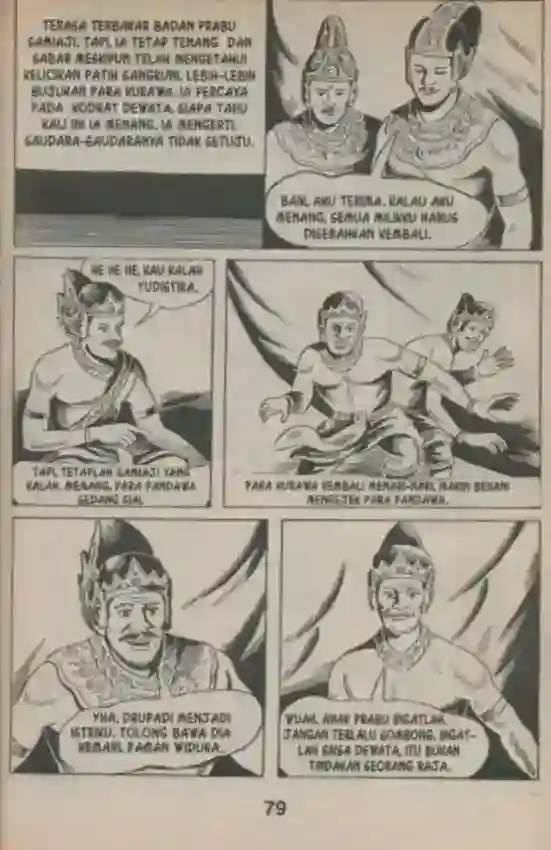 TERASA TERBAKAR BADAN PRABU
SAMIAJI. TAPI, IA TETAP TENANG DAN
SABAR MESKIPUN TELAH MENGETAHUI
KELICIKAN PATIH SANGKUNI. LEBIH-LEBIH
BUJUKAN PARA KURAWA. IA PERCAYA
PADA KODRAT DEWATA. SIAPA TAHU
KALI INI IA MENANG. IA MENGERTI,
SAUDARA-SAUDARANYA TIDAK SETUJU.
BAIK, AKU TERIMA. KALAU AKU
MENANG, SEMUA MILIKKU HARUS
DISERAHKAN KEMBALI.
HE HE HE, KAU KALAH
YUDISTIRA.
TAPI, TETAPLAH SAMIAJI YANG
KALAH. MEMANG, PARA PANDAWA
SEDANG SIAL
PARA KURAWA KEMBALI MENARI-NARI, MAKIN BERANI
MENGEJEK PARA PANDAWA.
YHA, DRUPADI MENJADI
ISTRIKU. TOLONG BAWA DIA
KEMARI, PAMAN WIDURA.
WUAH, ANAK PRABU INGATLAH.
JANGAN TERLALU SOMBONG. INGAT-
LAH SABDA DEWATA, ITU BUKAN
TINDAKAN SEORANG RAJA.
79